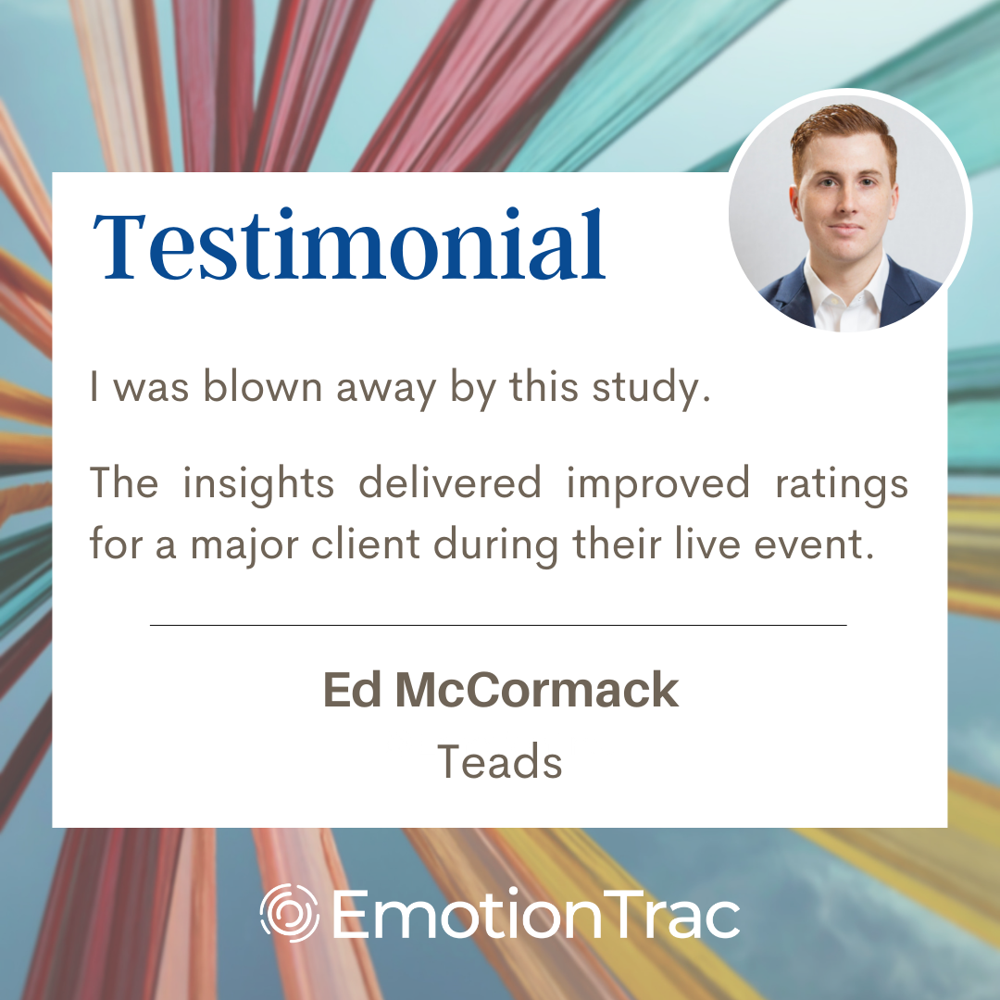 Testimonial
I was blown away by this study.
The insights delivered improved ratings
for a major client during their live event.
Ed McCormack
Teads
EmotionTrac